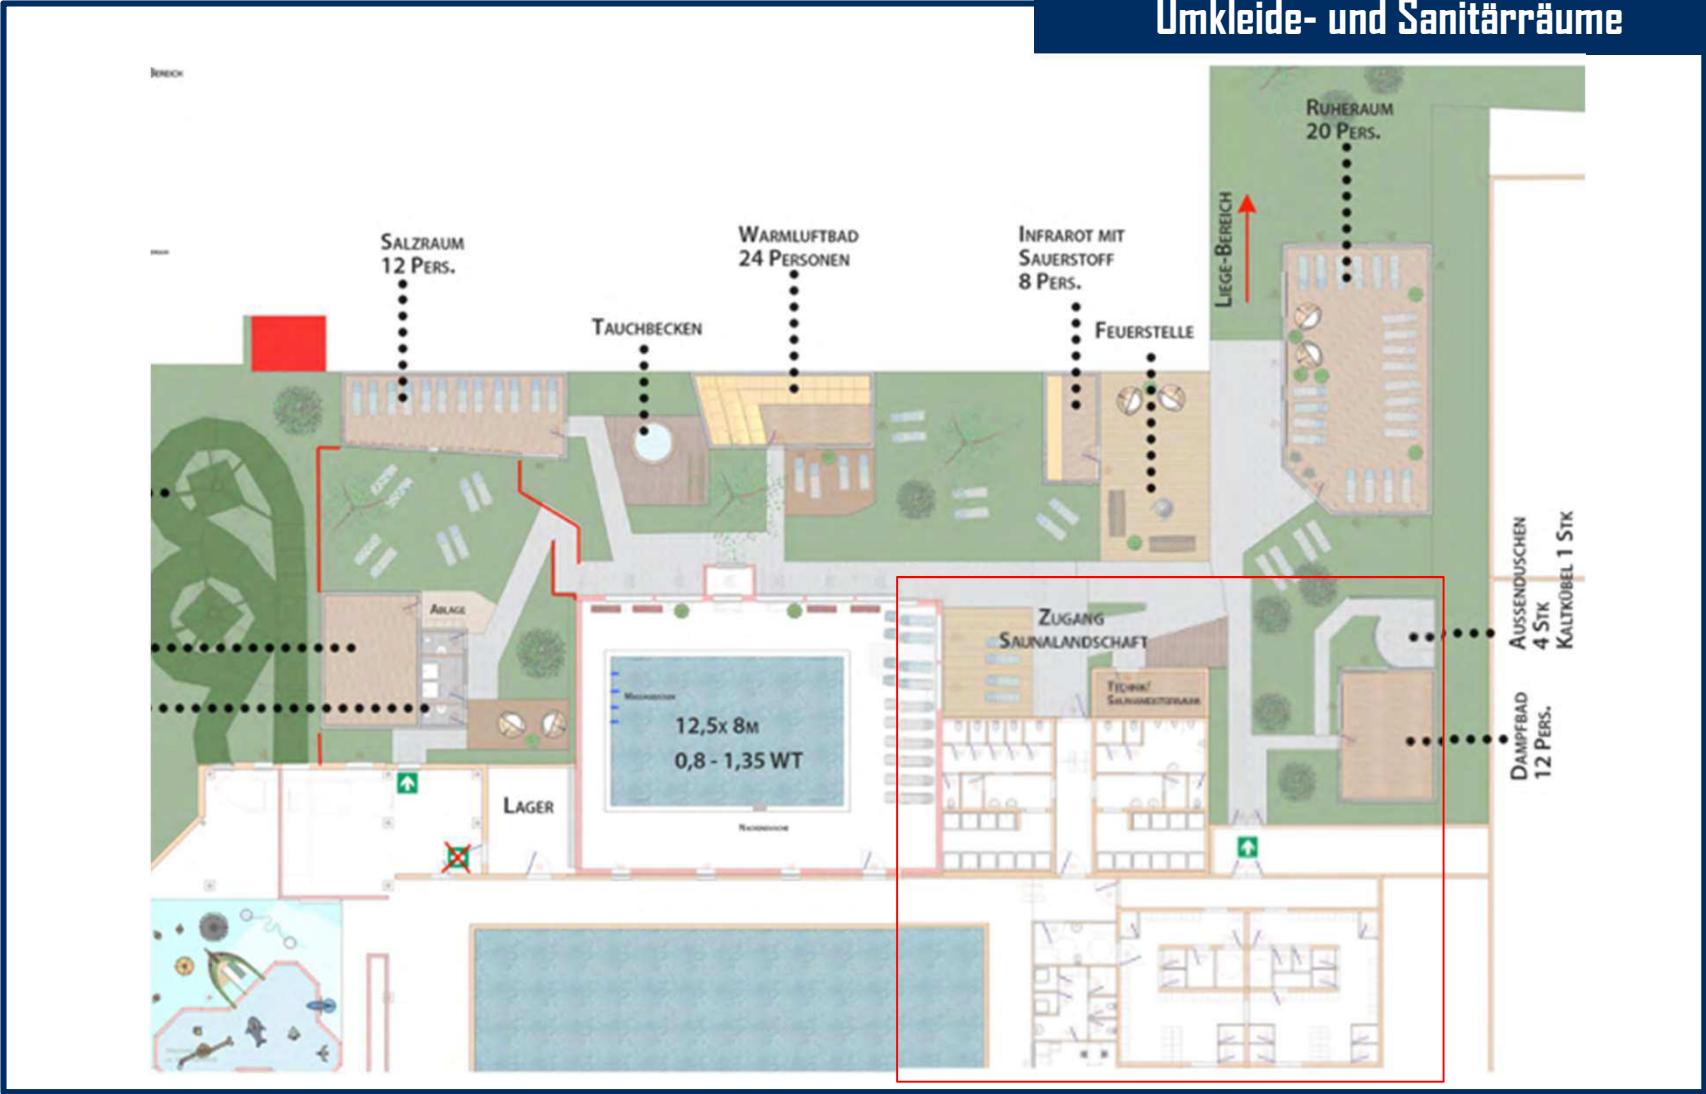 Umkleide- und Sanitärräume
BEREICH
RUHERAUM
20 PERS.
LIEGE-BEREICH
SALZRAUM
12 PERS.
WARMLUFTBAD
24 PERSONEN
INFRAROT MIT
SAUERSTOFF
8 PERS.
TAUCHBECKEN
FEUERSTELLE
AUSSENDUSCHEN
4 STK
KALTKÜBEL 1 STK
ABLAGE
ZUGANG
SAUNALANDSCHAFT
TECHNIK/
12,5X 8M
0,8 - 1,35 WT
DAMPFBAD
12 PERS.
LAGER
NACKENDUSCHE